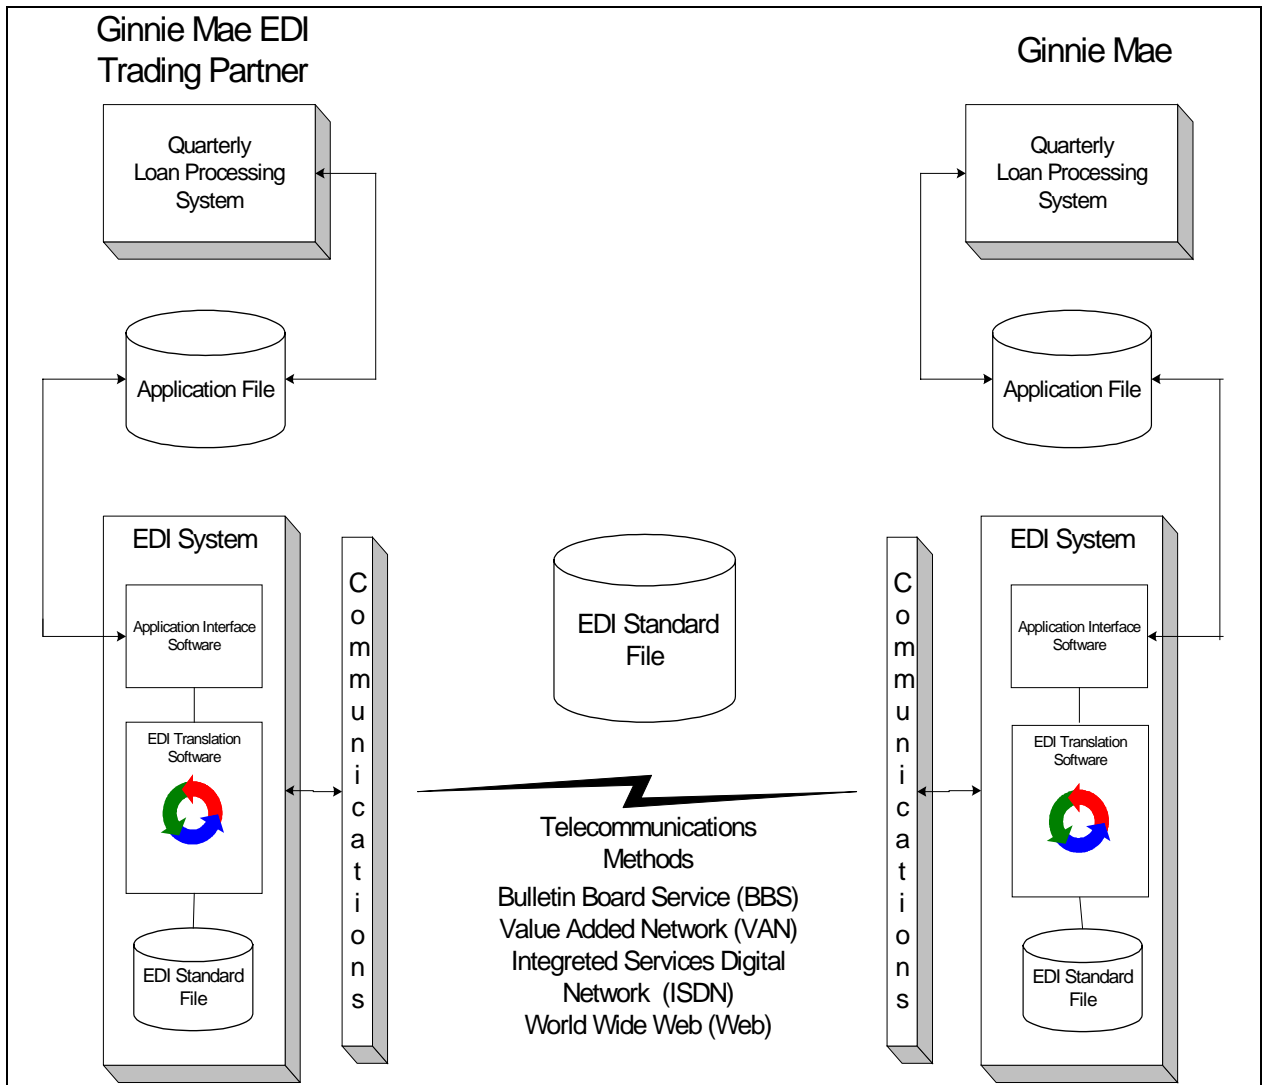 Ginnie Mae EDI
Trading Partner
Ginnie Mae
Quarterly
Loan Processing
System
Quarterly
Loan Processing
System
Application File
Application File
EDI System
Application Interface
Software
EDI Translation
Software
EDI Standard
File
Communications
EDI Standard
File
Telecommunications
Methods
Bulletin Board Service (BBS)
Value Added Network (VAN)
Integreted Services Digital
Network (ISDN)
World Wide Web (Web)
Communications
EDI System
Application Interface
Software
EDI Translation
Software
EDI Standard
File